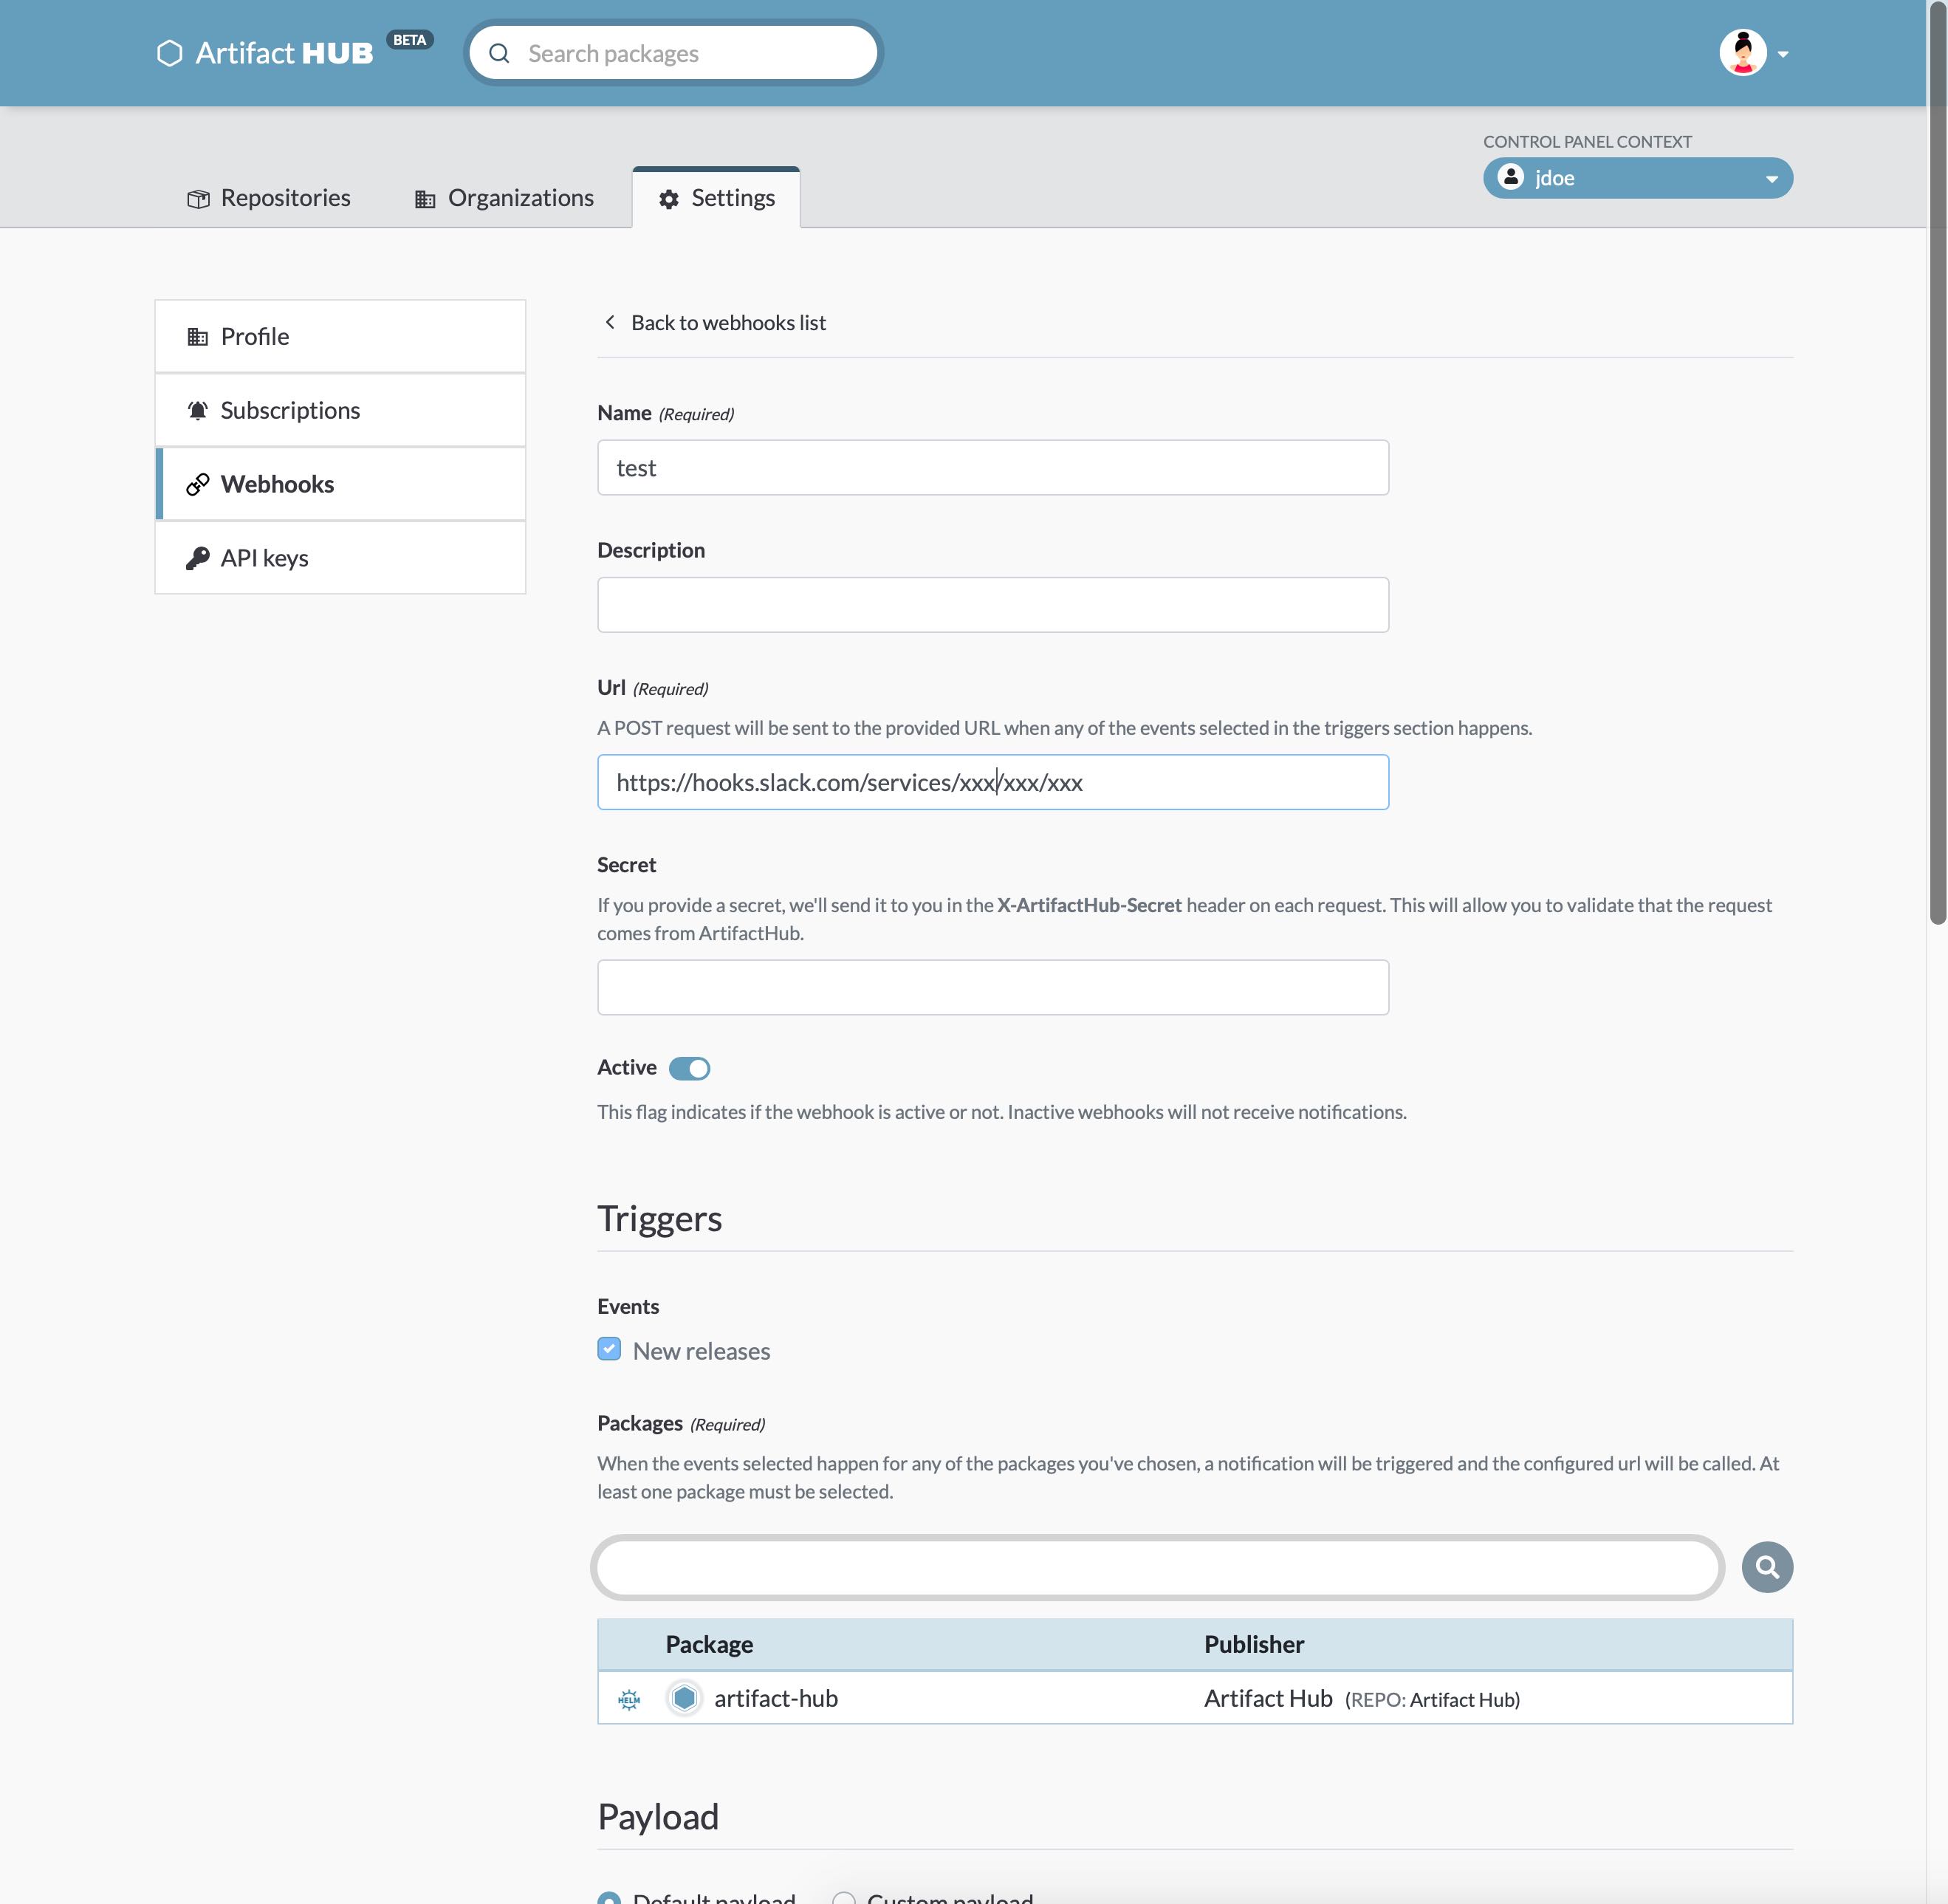 Artifact HUB BETA
Search packages
CONTROL PANEL CONTEXT
jdoe
Repositories
Organizations
Settings
Profile
Subscriptions
Webhooks
API keys
Back to webhooks list
Name (Required)
test
Description
Url (Required)
A POST request will be sent to the provided URL when any of the events selected in the triggers section happens.
https://hooks.slack.com/services/xxx/xxx/xxx
Secret
If you provide a secret, we'll send it to you in the X-ArtifactHub-Secret header on each request. This will allow you to validate that the request
comes from ArtifactHub.
Active
This flag indicates if the webhook is active or not. Inactive webhooks will not receive notifications.
Triggers
Events
New releases
Packages (Required)
When the events selected happen for any of the packages you've chosen, a notification will be triggered and the configured url will be called. At
least one package must be selected.
Package Publisher
HELM artifact-hub Artifact Hub (REPO: Artifact Hub)
Payload
Default payload Custom payload